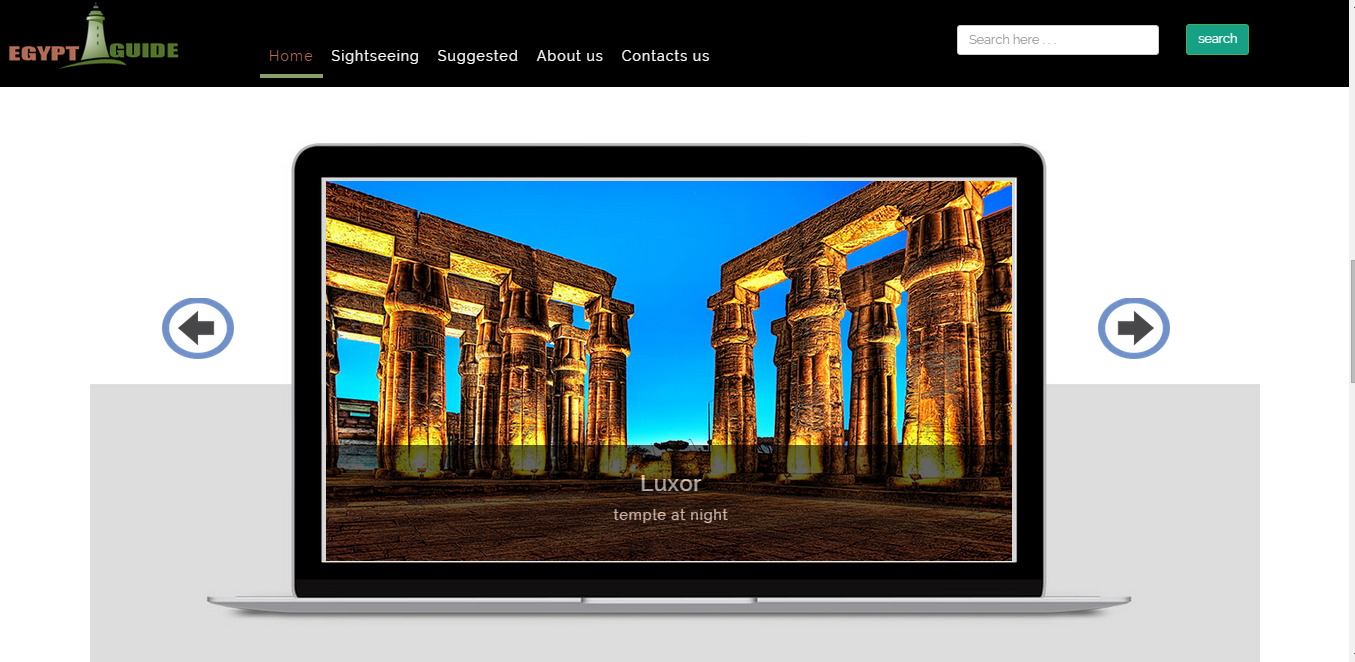 EGYPT GUIDE
Home Sightseeing Suggested About us Contacts us
Search here . . .
search
Luxor
temple at night